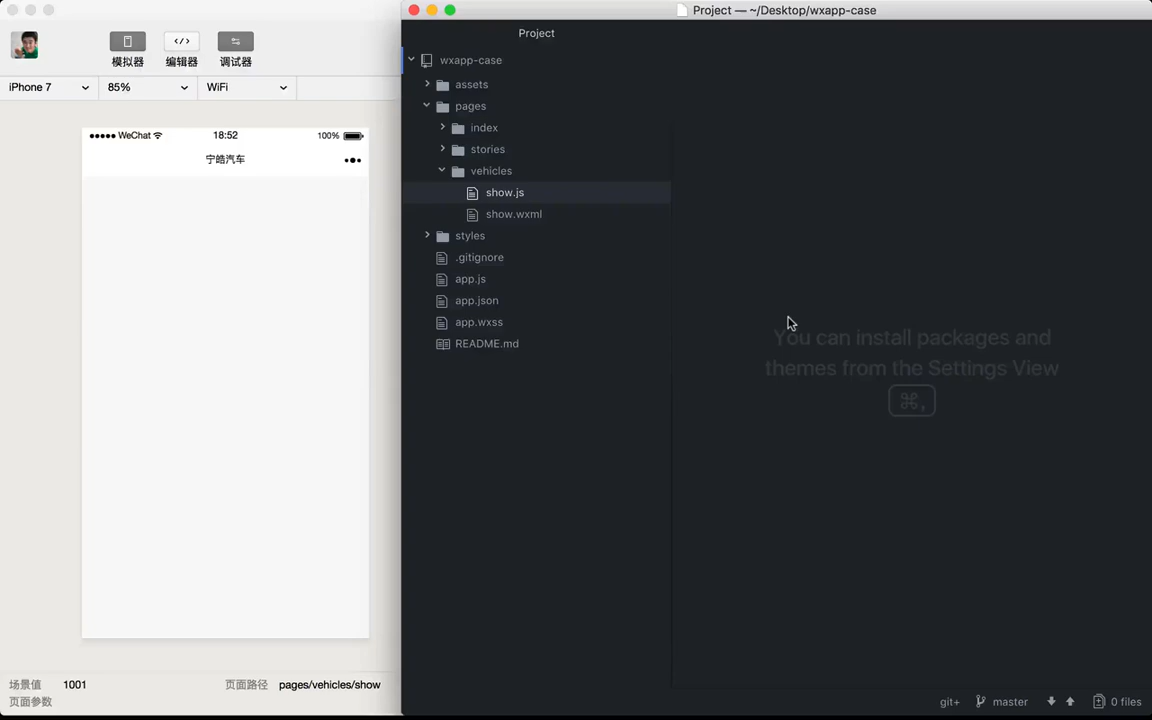 Project — ~/Desktop/wxapp-case
模拟器
编辑器
调试器
iPhone 7
85%
WiFi
WeChat
18:52
100%
宁皓汽车
场景值
1001
页面路径
pages/vehicles/show
页面参数
Project
wxapp-case
assets
pages
index
stories
vehicles
show.js
show.wxml
styles
.gitignore
app.js
app.json
app.wxss
README.md
You can install packages and
themes from the Settings View
⌘,
git+
master
0 files